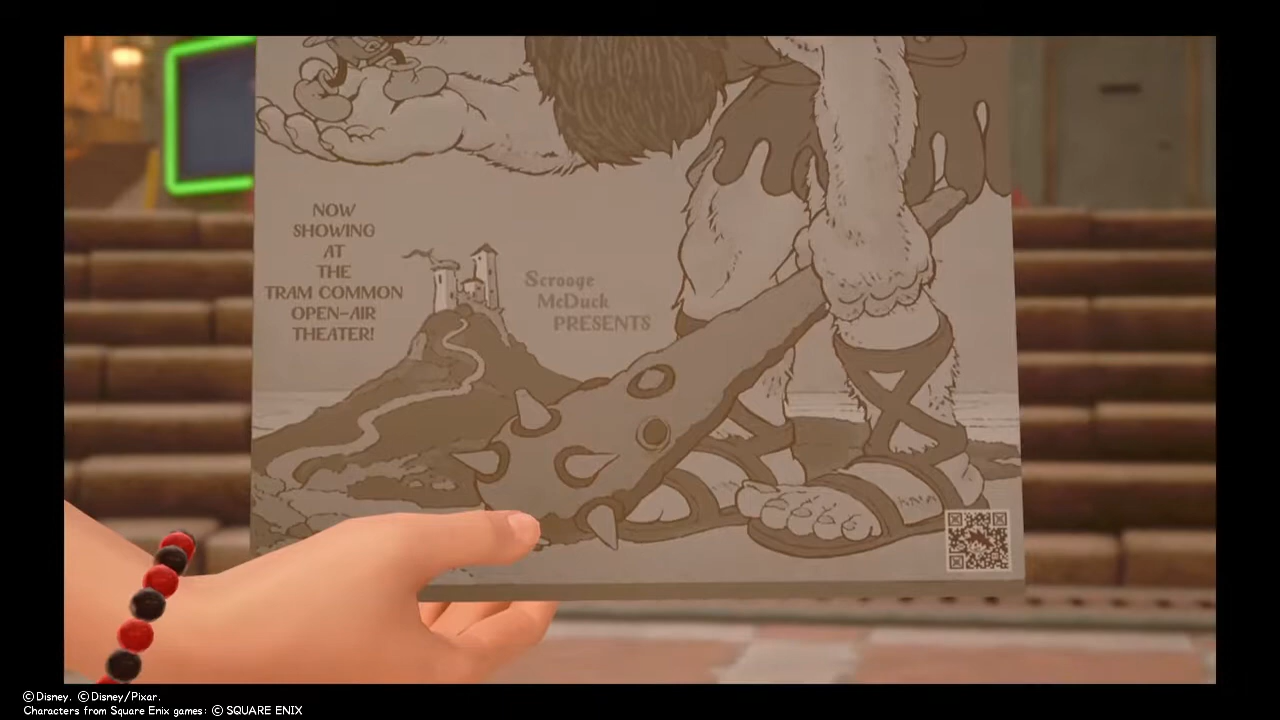 NOW
SHOWING
AT
THE
TRAM COMMON
OPEN-AIR
THEATER!
Scrooge
McDuck
PRESENTS
©Disney. ©Disney/Pixar.
Characters from Square Enix games: © SQUARE ENIX